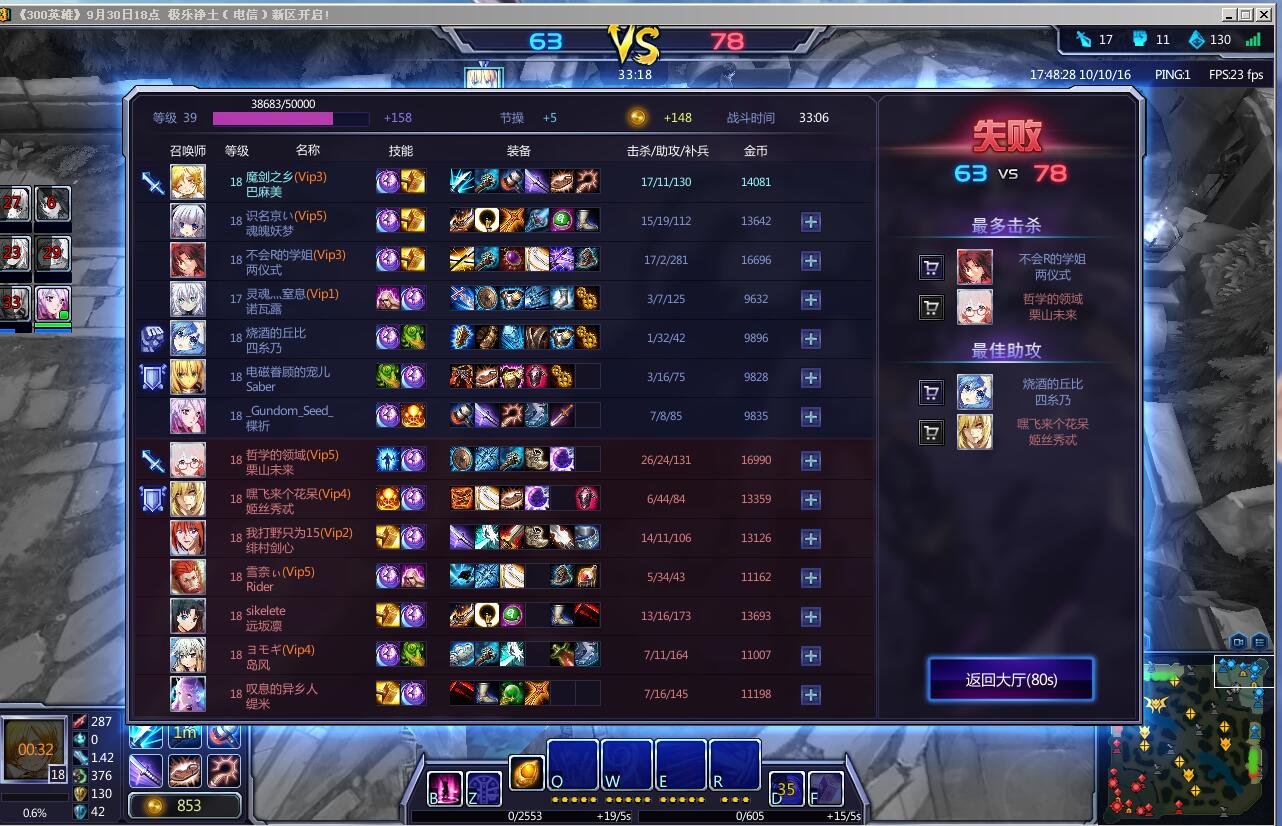 《300英雄》9月30日18点 极乐净土（电信）新区开启！
63 VS 78
33:18
17 11 130
17:48:28 10/10/16 PING:1 FPS:23 fps
38683/50000
等级 39 +158 节操 +5 +148 战斗时间 33:06
召唤师 等级 名称 技能 装备 击杀/助攻/补兵 金币
18 魔剑之乡(Vip3) 17/11/130 14081
巴麻美
18 识名京い(Vip5) 15/19/112 13642
魂魄妖梦
18 不会R的学姐(Vip3) 17/2/281 16696
两仪式
17 灵魂灬窒息(Vip1) 3/7/125 9632
诺瓦露
18 烧酒的丘比 1/32/42 9896
四糸乃
18 电磁眷顾的宠儿 3/16/75 9828
Saber
18 _Gundom_Seed_ 7/8/85 9835
楪祈
18 哲学的领域(Vip5) 26/24/131 16990
栗山未来
18 嘿飞来个花呆(Vip4) 6/44/84 13359
姬丝秀忒
18 我打野只为15(Vip2) 14/11/106 13126
绯村剑心
18 雪奈ぃ(Vip5) 5/34/43 11162
Rider
18 sikelete 13/16/173 13693
远坂凛
18 ヨモギ(Vip4) 7/11/164 11007
岛风
18 叹息的异乡人 7/16/145 11198
缇米
失败
63 VS 78
最多击杀
不会R的学姐
两仪式
哲学的领域
栗山未来
最佳助攻
烧酒的丘比
四糸乃
嘿飞来个花呆
姬丝秀忒
返回大厅(80s)
27 6
23 29
33
00:32
18
287
0
1.42
376
130
42
0.6%
1m
853
B Z Q W E R D 35 F
0/2553 +19/5s 0/605 +15/5s